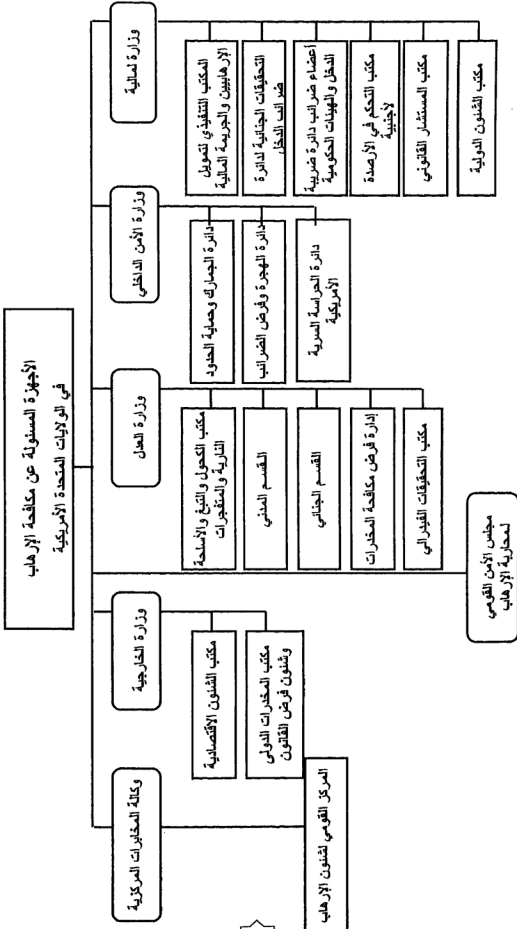 الأجهزة المسئولة عن مكافحة الإرهاب
في الولايات المتحدة الأمريكية
وزارة لمالية
المكتب التنفيذي لتمويل
الإرهابيين والجريمة المالية
التحقيقات الجنائية لدائرة
ضرائب الدخل
أعضاء ضرائب دائرة ضريبة
الدخل والهيئات الحكومية
مكتب التحكم في الأرصدة
لأجنبية
مكتب المستشار القانوني
مكتب الشئون الدولية
وزارة الأمن الداخلي
دائرة الجمارك وحماية الحدود
دائرة الهجرة وفرض الضرائب
دائرة الحراسة السرية
الأمريكية
وزارة العدل
مكتب الكحول والتبغ والأسلحة
النارية والمتفجرات
القسم المدني
القسم الجنائي
إدارة فرض مكافحة المخدرات
مكتب التحقيقات الفيدرالي
مجلس الأمن القومي
لمحاربة الإرهاب
وزارة الخارجية
مكتب الشئون الاقتصادية
مكتب المخدرات الدولى
وشئون فرض القانون
وكالة المخابرات المركزية
المركز القومي لشئون الإرهاب